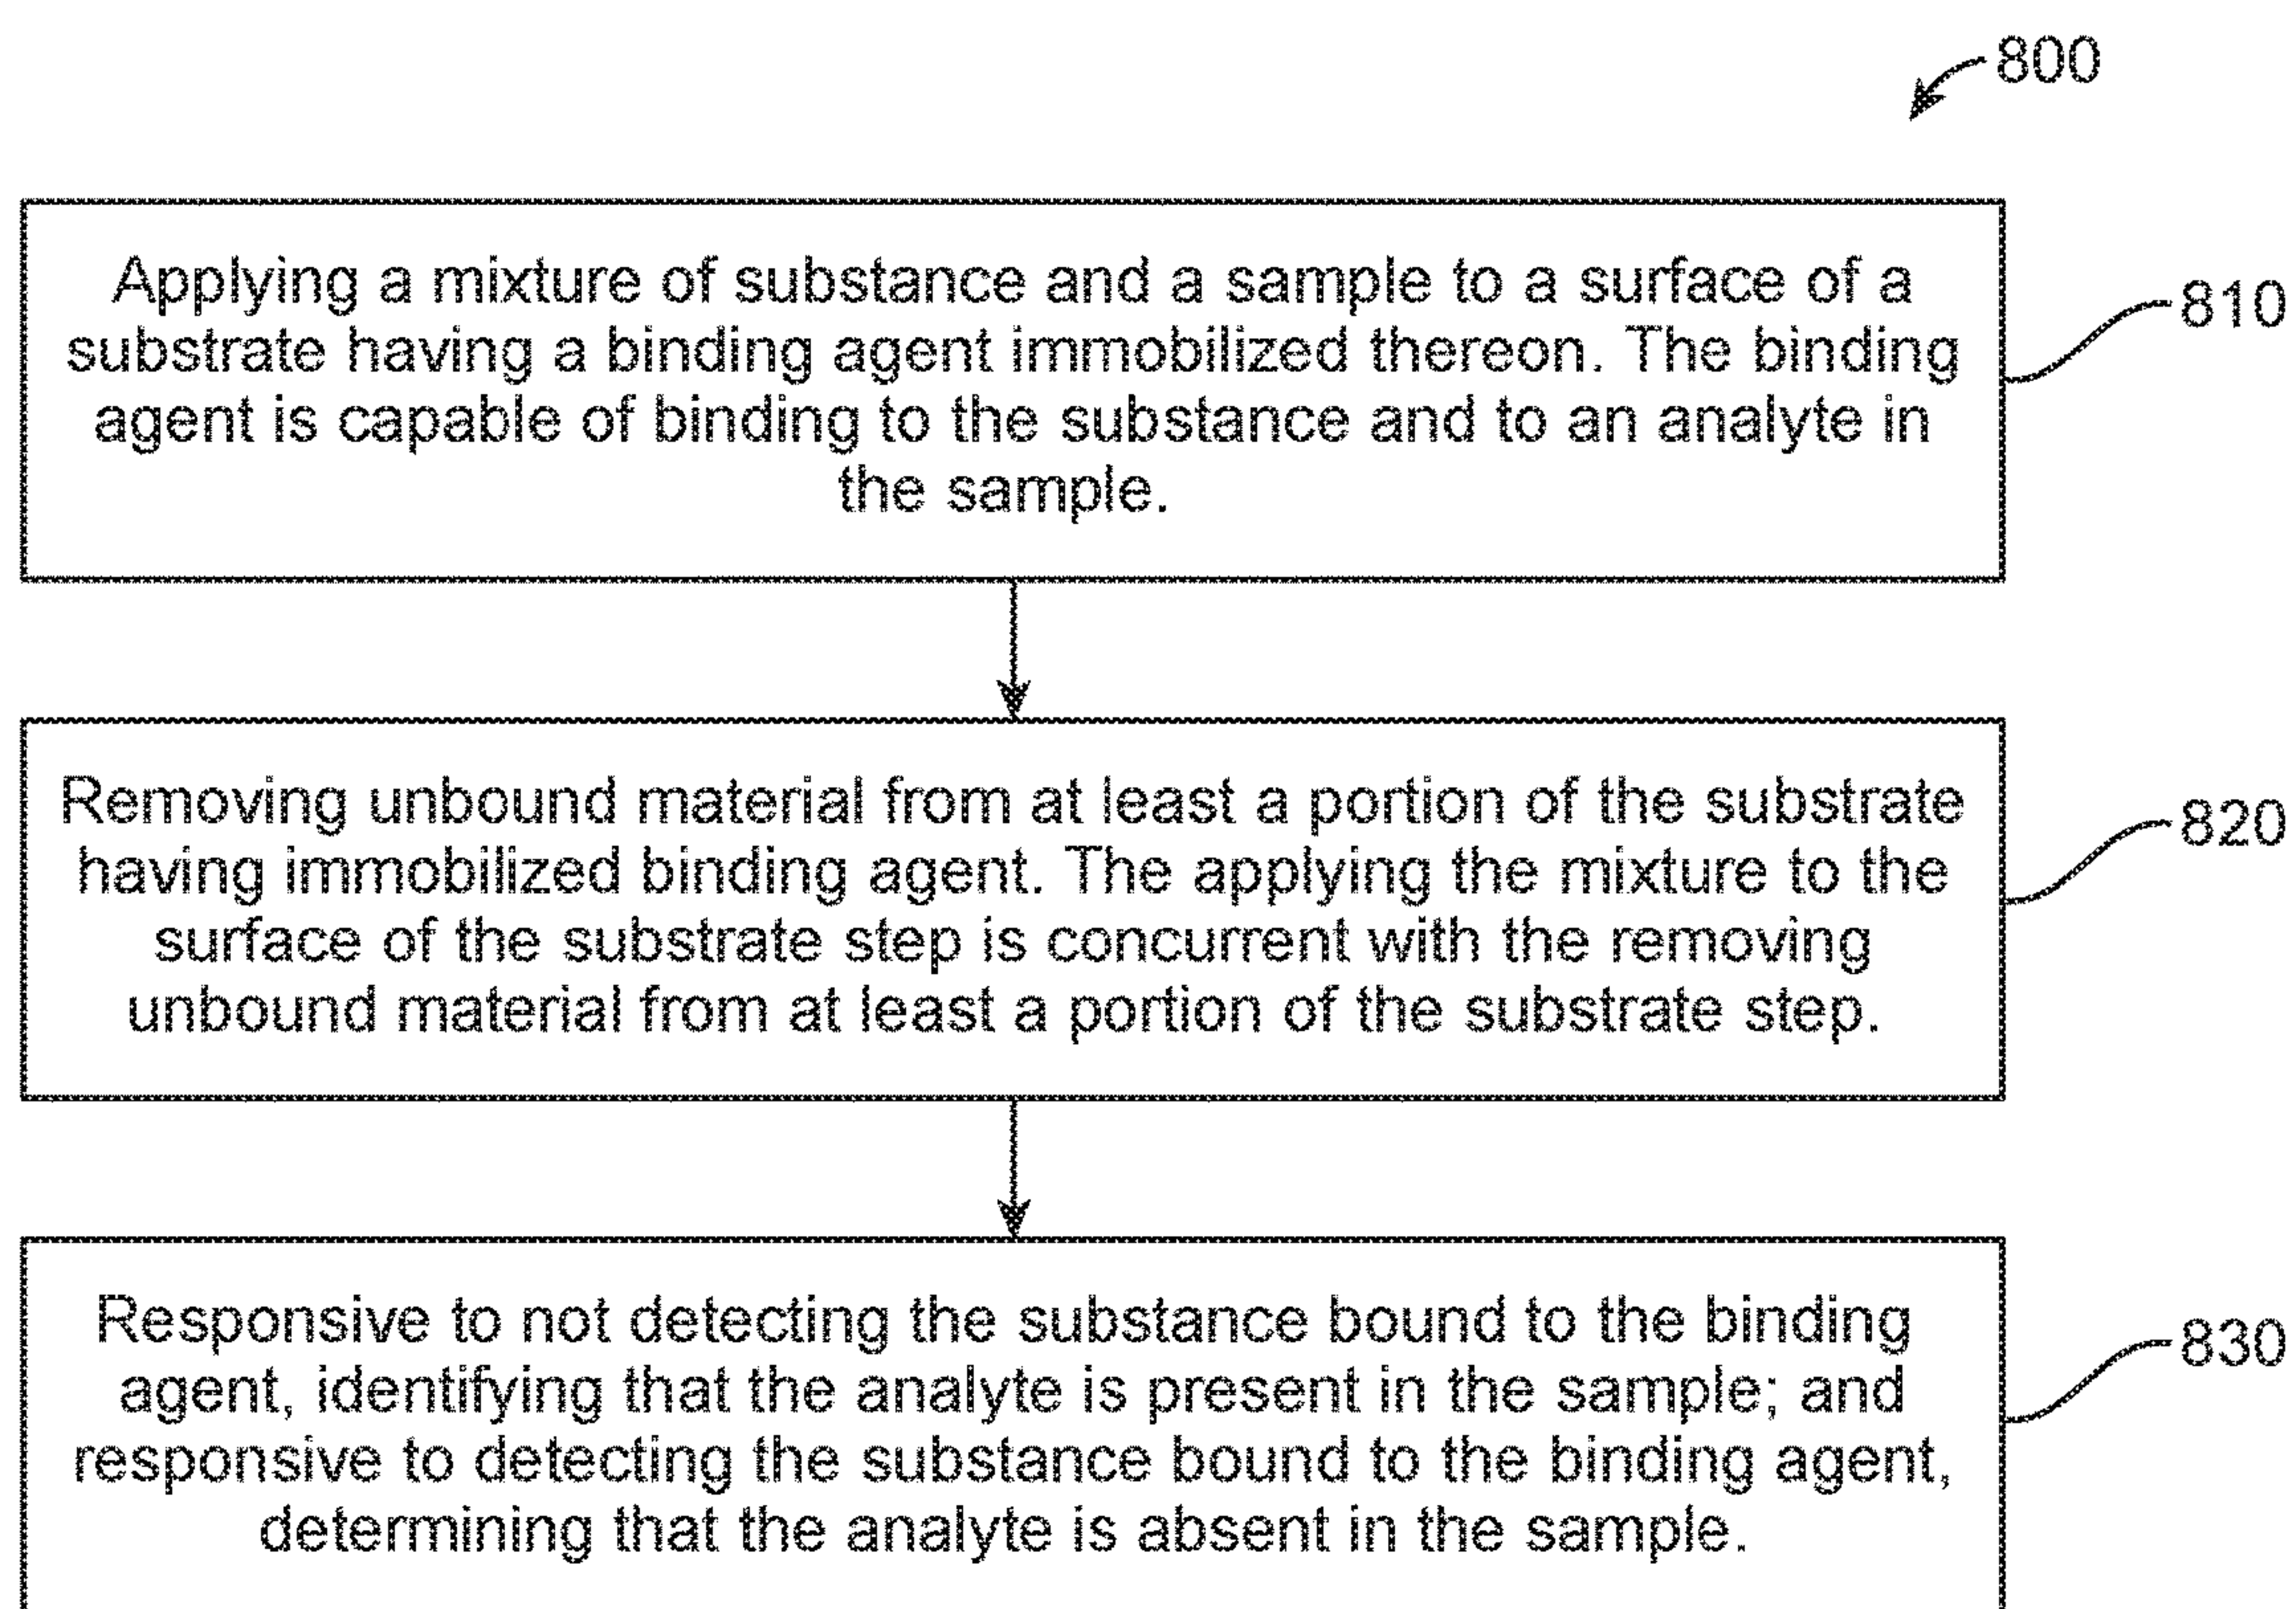 800
Applying a mixture of substance and a sample to a surface of a
substrate having a binding agent immobilized thereon. The binding
agent is capable of binding to the substance and to an analyte in
the sample.
810
Removing unbound material from at least a portion of the substrate
having immobilized binding agent. The applying the mixture to the
surface of the substrate step is concurrent with the removing
unbound material from at least a portion of the substrate step.
820
Responsive to not detecting the substance bound to the binding
agent, identifying that the analyte is present in the sample; and
responsive to detecting the substance bound to the binding agent,
determining that the analyte is absent in the sample.
830